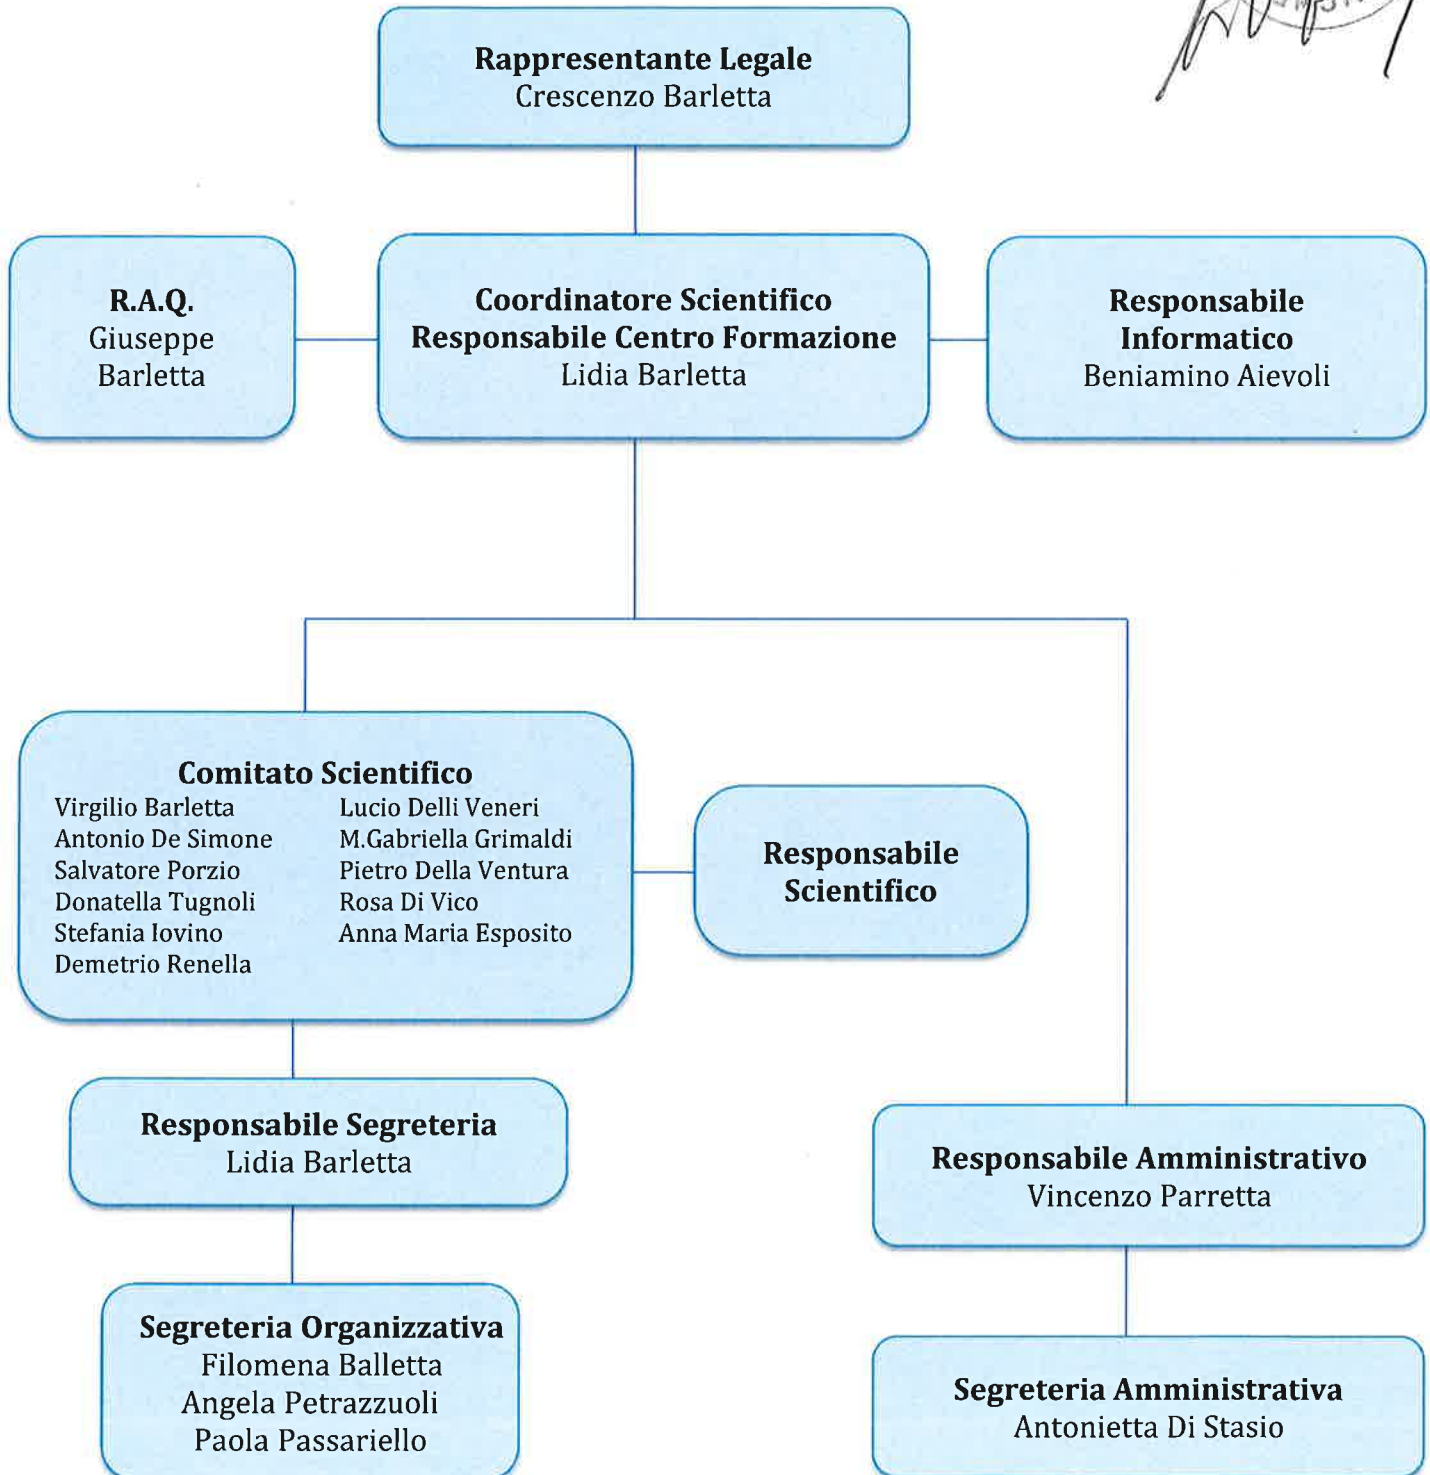 Rappresentante Legale
Crescenzo Barletta
R.A.Q.
Giuseppe
Barletta
Coordinatore Scientifico
Responsabile Centro Formazione
Lidia Barletta
Responsabile
Informatico
Beniamino Aievoli
Comitato Scientifico
Virgilio Barletta
Antonio De Simone
Salvatore Porzio
Donatella Tugnoli
Stefania Iovino
Demetrio Renella
Lucio Delli Veneri
M.Gabriella Grimaldi
Pietro Della Ventura
Rosa Di Vico
Anna Maria Esposito
Responsabile
Scientifico
Responsabile Segreteria
Lidia Barletta
Responsabile Amministrativo
Vincenzo Parretta
Segreteria Organizzativa
Filomena Balletta
Angela Petrazzuoli
Paola Passariello
Segreteria Amministrativa
Antonietta Di Stasio